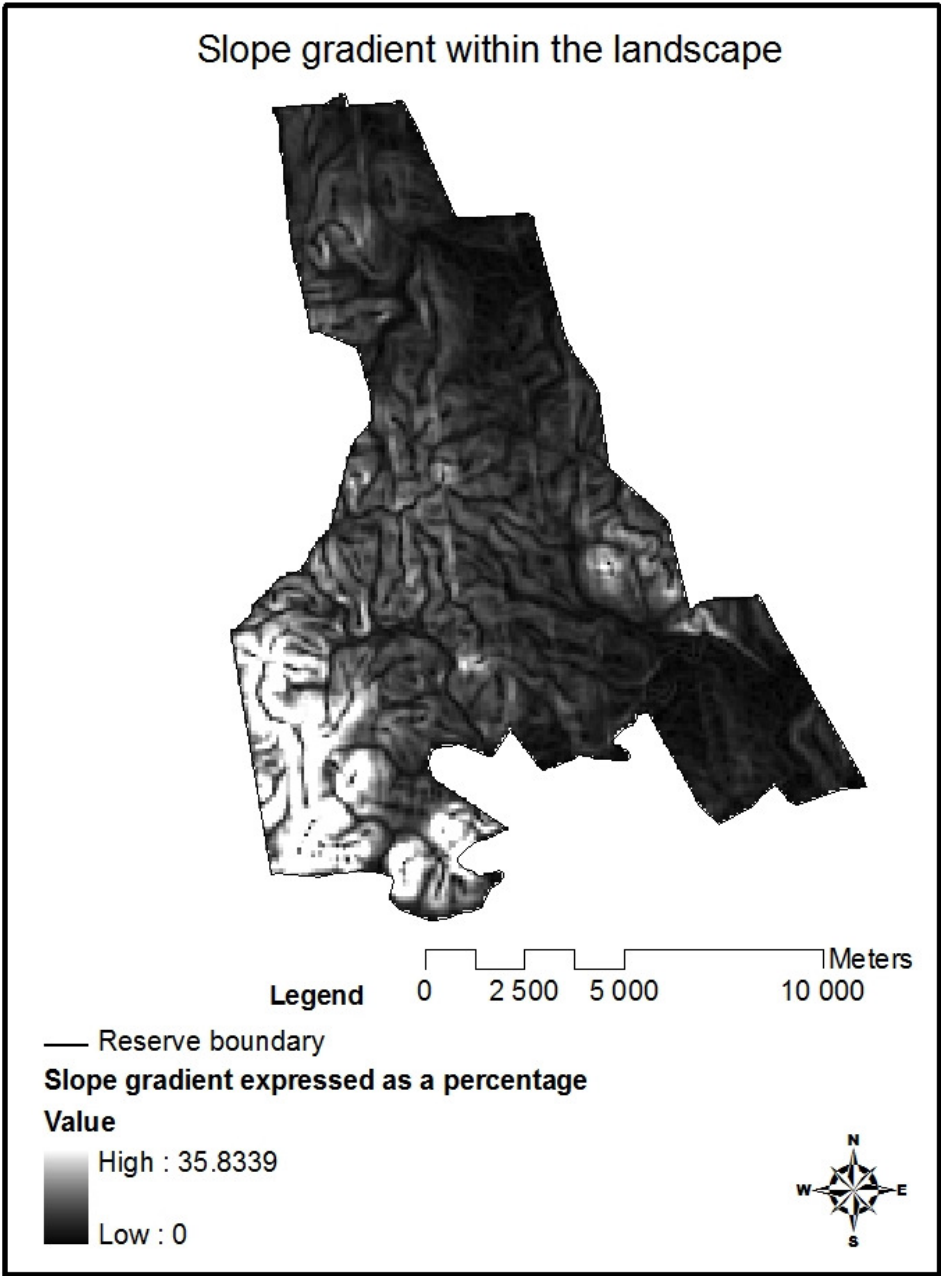 Slope gradient within the landscape
Meters
0 2 500 5 000 10 000
Legend
Reserve boundary
Slope gradient expressed as a percentage
Value
High : 35.8339
Low : 0
N
W E
S